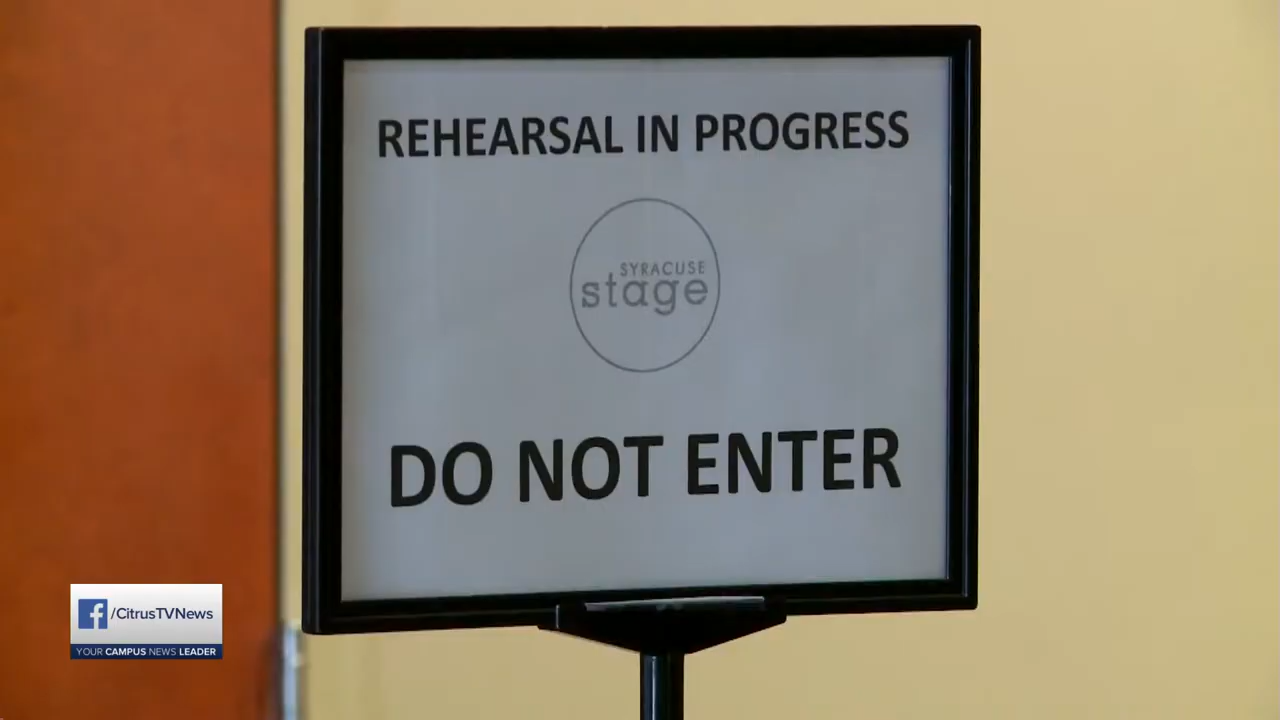 REHEARSAL IN PROGRESS
SYRACUSE
stage
DO NOT ENTER
/CitrusTVNews
YOUR CAMPUS NEWS LEADER